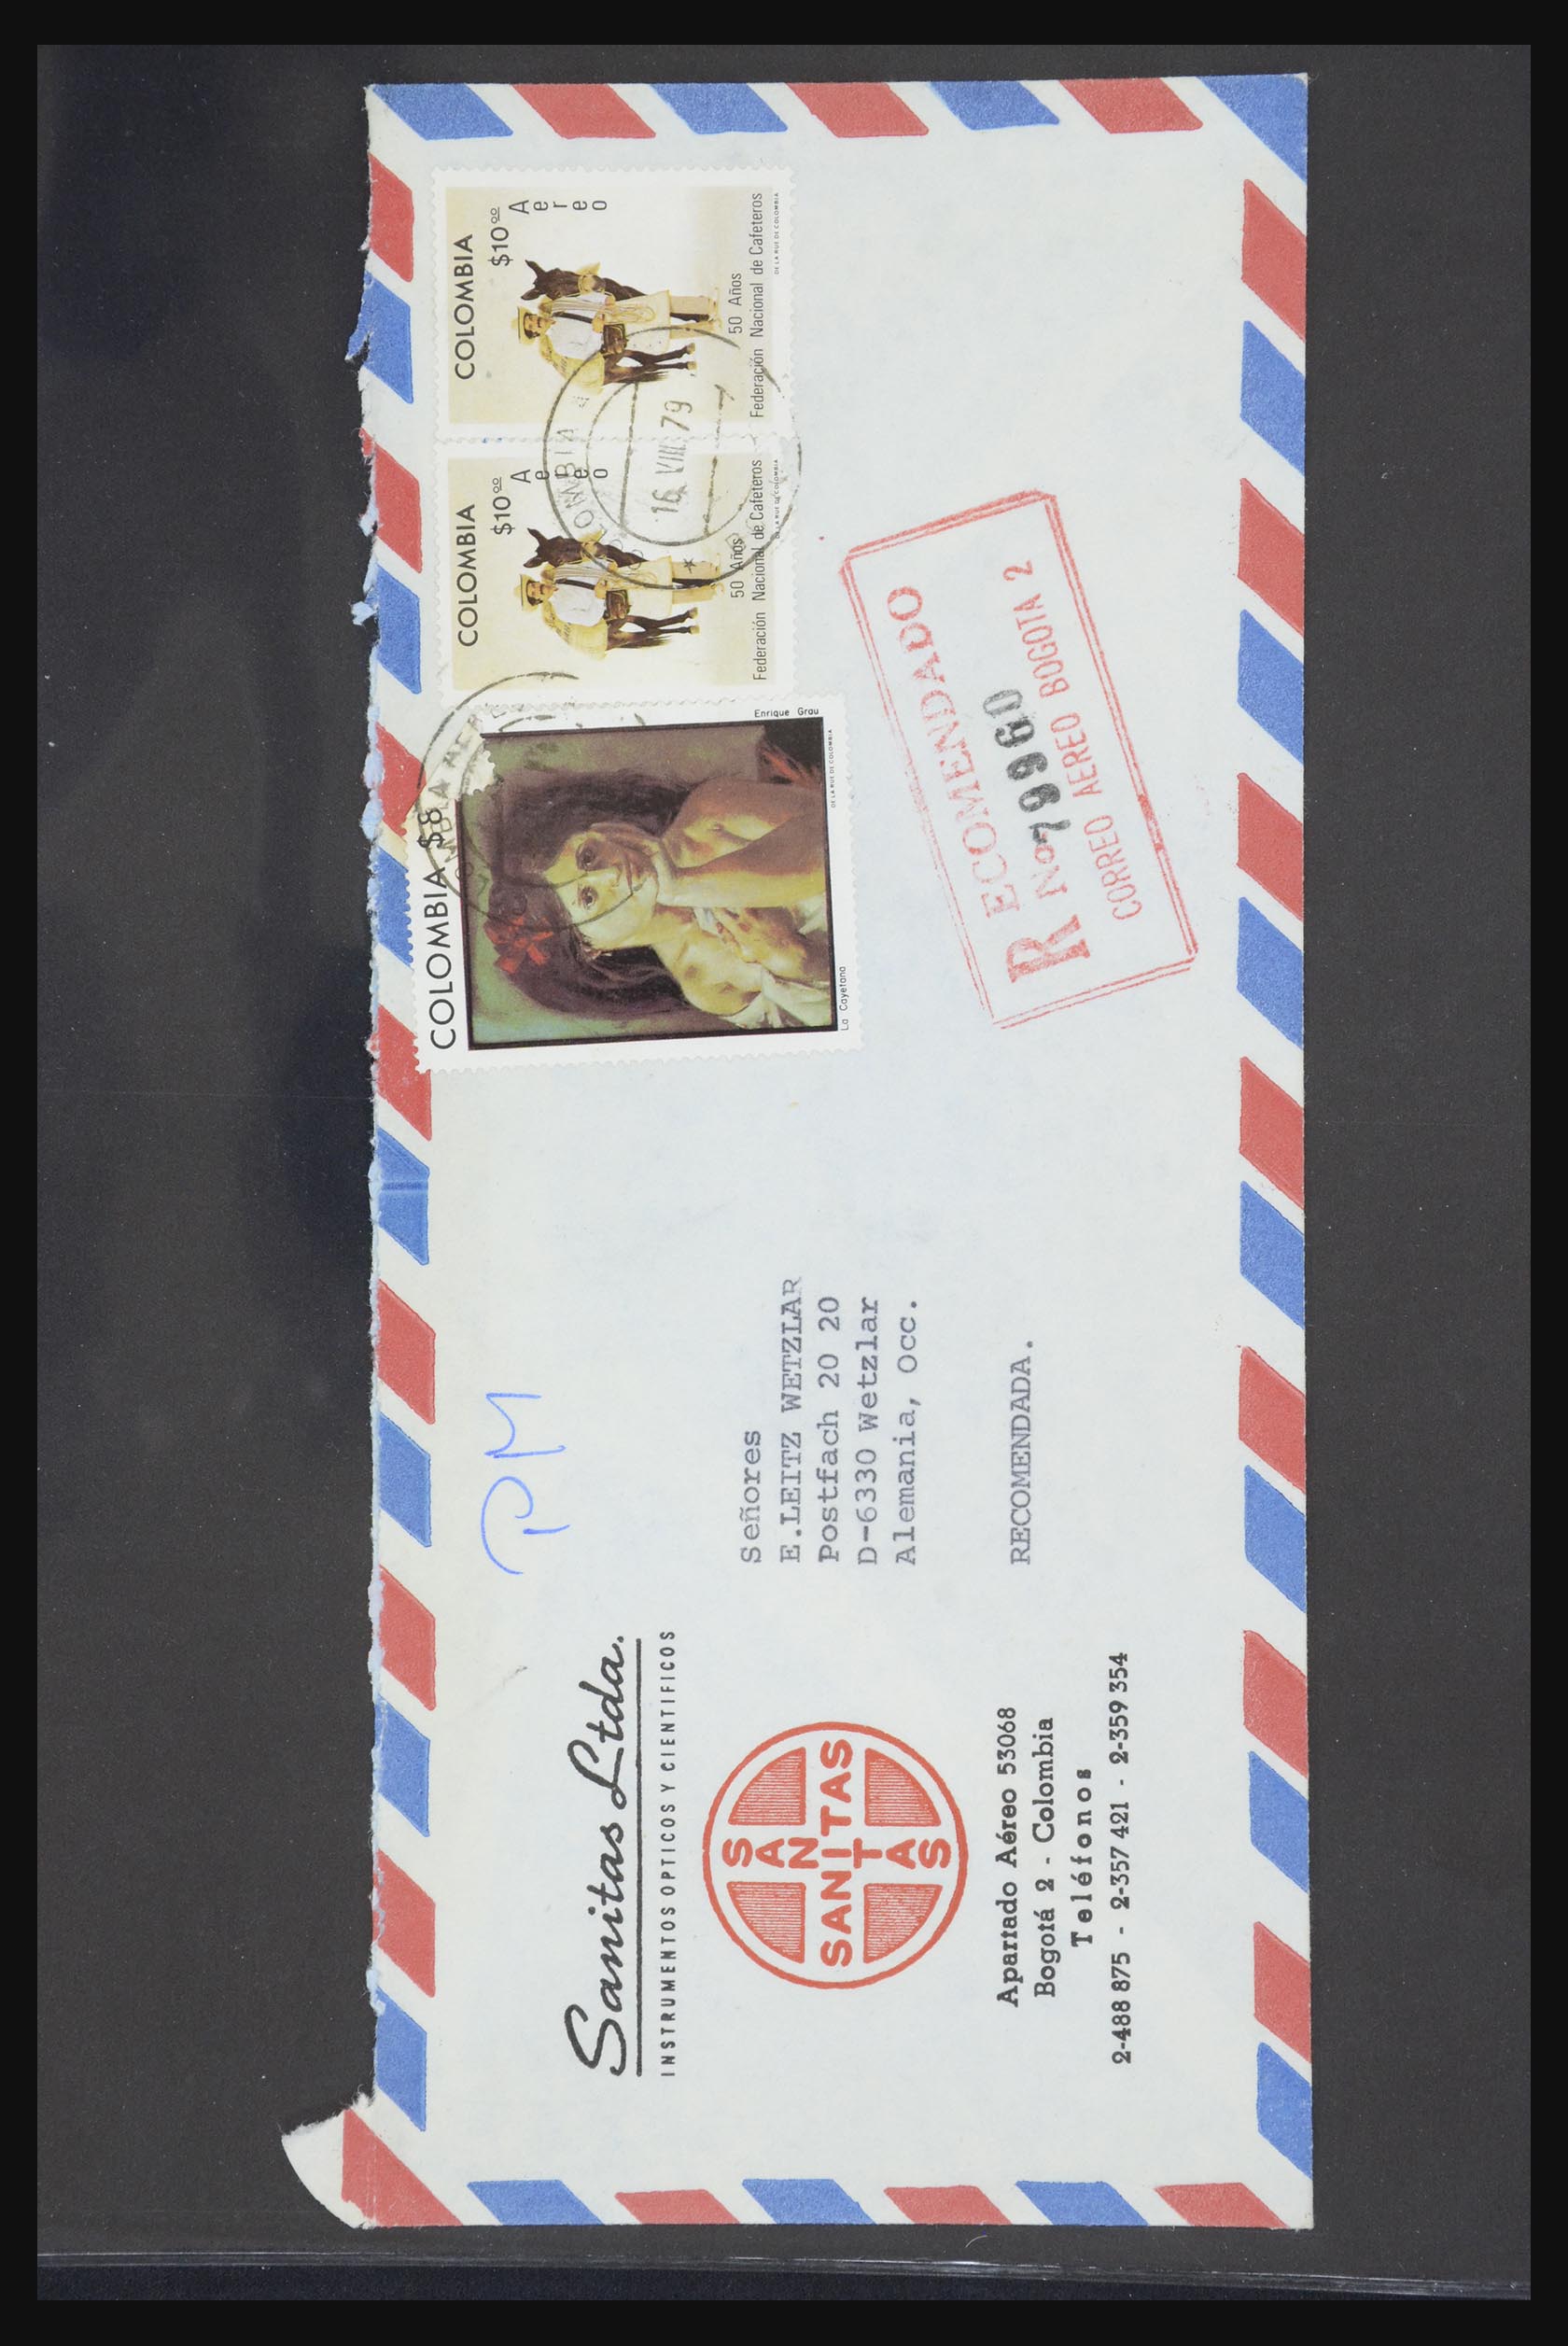 Sanitas Ltda.
INSTRUMENTOS OPTICOS Y CIENTIFICOS
SANITAS
SANITAS
Apartado Aéreo 53068
Bogotá 2 - Colombia
Teléfonos
2-488 875 - 2-357 421 - 2-359 354
PM
Señores
E.LEITZ WETZLAR
Postfach 20 20
D-6330 Wetzlar
Alemania, Occ.
RECOMENDADA.
COLOMBIA $8
La Cayetana
Enrique Grau
DE LA RUE DE COLOMBIA
COLOMBIA
$10.00
Aereo
50 Años
Federación Nacional de Cafeteros
DE LA RUE DE COLOMBIA
COLOMBIA
$10.00
Aereo
50 Años
Federación Nacional de Cafeteros
DE LA RUE DE COLOMBIA
16 VIII 79
RECOMENDADO
No 79960
CORREO AEREO BOGOTA 2